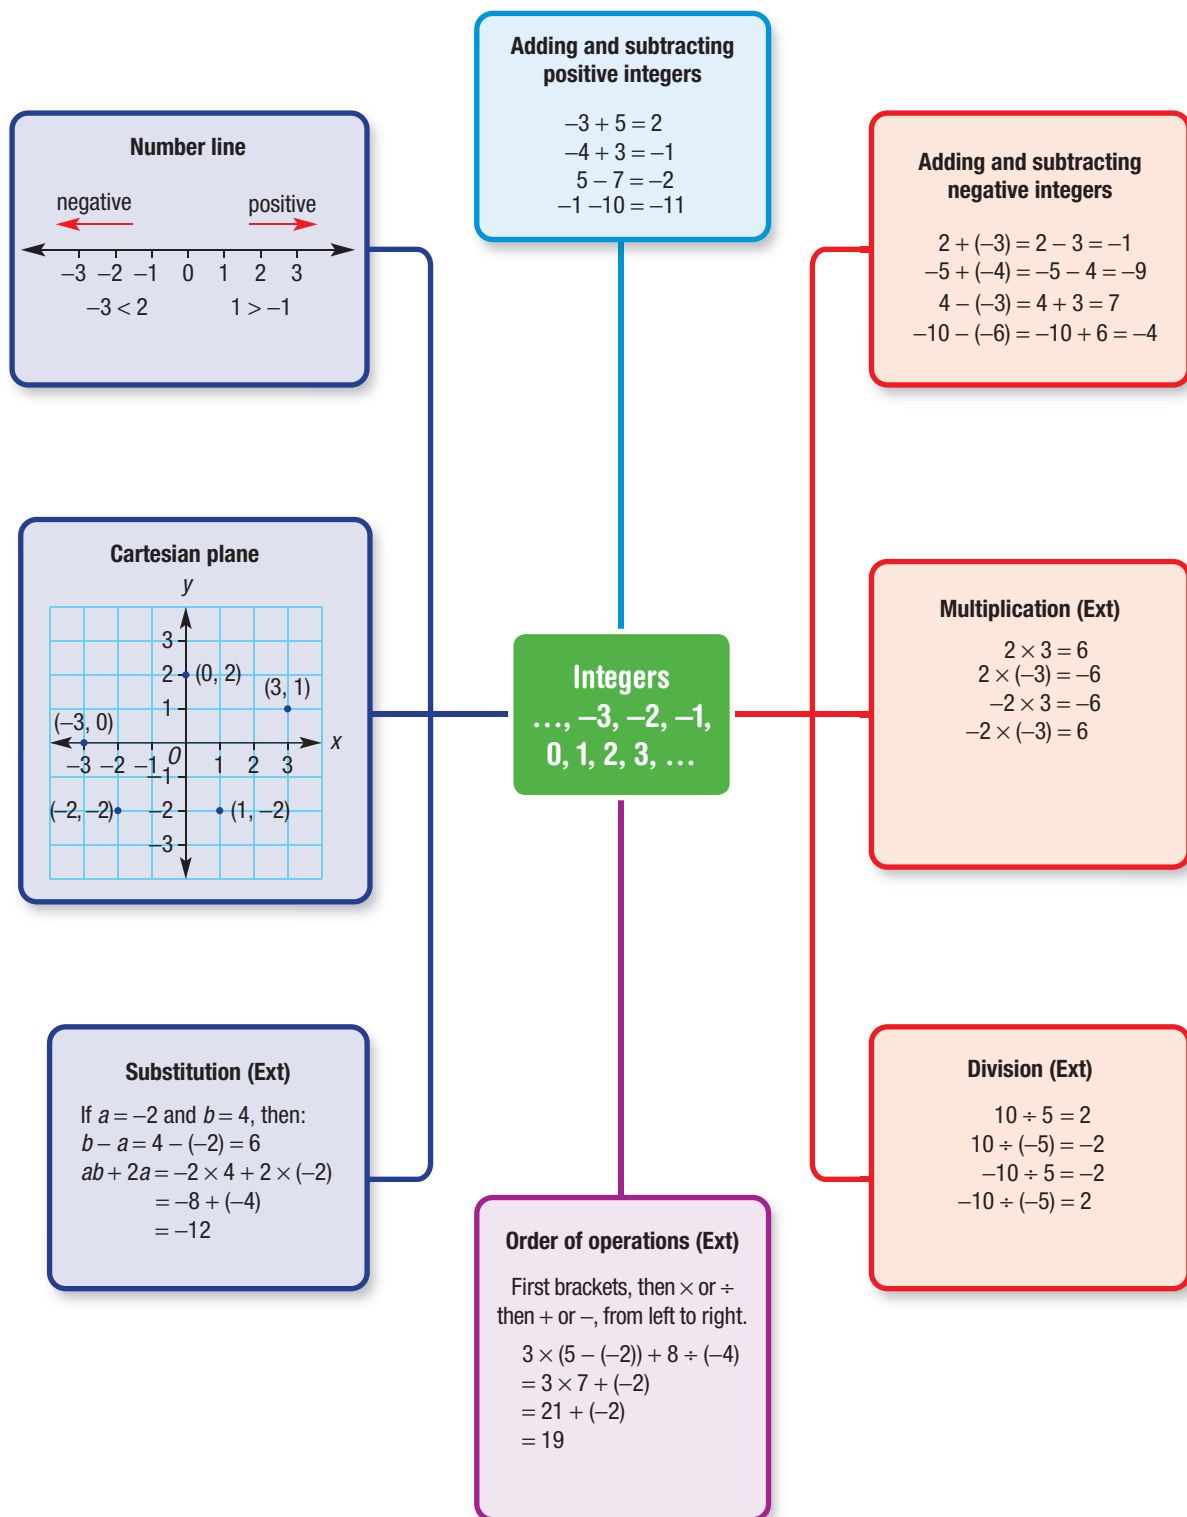 Adding and subtracting
positive integers
–3 + 5 = 2
–4 + 3 = –1
5 – 7 = –2
–1 –10 = –11
Number line
negative positive
–3 –2 –1 0 1 2 3
–3 < 2 1 > –1
Adding and subtracting
negative integers
2 + (–3) = 2 – 3 = –1
–5 + (–4) = –5 – 4 = –9
4 – (–3) = 4 + 3 = 7
–10 – (–6) = –10 + 6 = –4
Cartesian plane
y
3
2 (0, 2)
(3, 1)
1
(–3, 0)
x
O
–3 –2 –1 1 2 3
–1
(–2, –2) –2 (1, –2)
–3
Integers
…, –3, –2, –1,
0, 1, 2, 3, …
Multiplication (Ext)
2 × 3 = 6
2 × (–3) = –6
–2 × 3 = –6
–2 × (–3) = 6
Substitution (Ext)
If a = –2 and b = 4, then:
b – a = 4 – (–2) = 6
ab + 2a = –2 × 4 + 2 × (–2)
= –8 + (–4)
= –12
Order of operations (Ext)
First brackets, then × or ÷
then + or –, from left to right.
3 × (5 – (–2)) + 8 ÷ (–4)
= 3 × 7 + (–2)
= 21 + (–2)
= 19
Division (Ext)
10 ÷ 5 = 2
10 ÷ (–5) = –2
–10 ÷ 5 = –2
–10 ÷ (–5) = 2